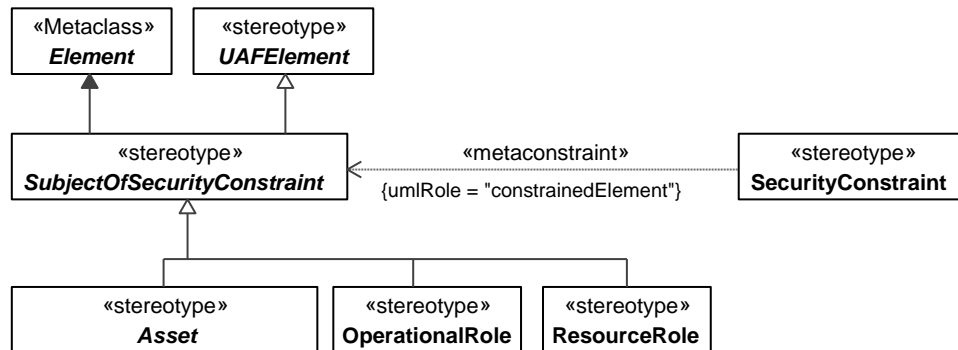 «Metaclass»
Element
«stereotype»
UAFElement
«stereotype»
SubjectOfSecurityConstraint
«metaconstraint»
{umlRole = "constrainedElement"}
«stereotype»
SecurityConstraint
«stereotype»
Asset
«stereotype»
OperationalRole
«stereotype»
ResourceRole